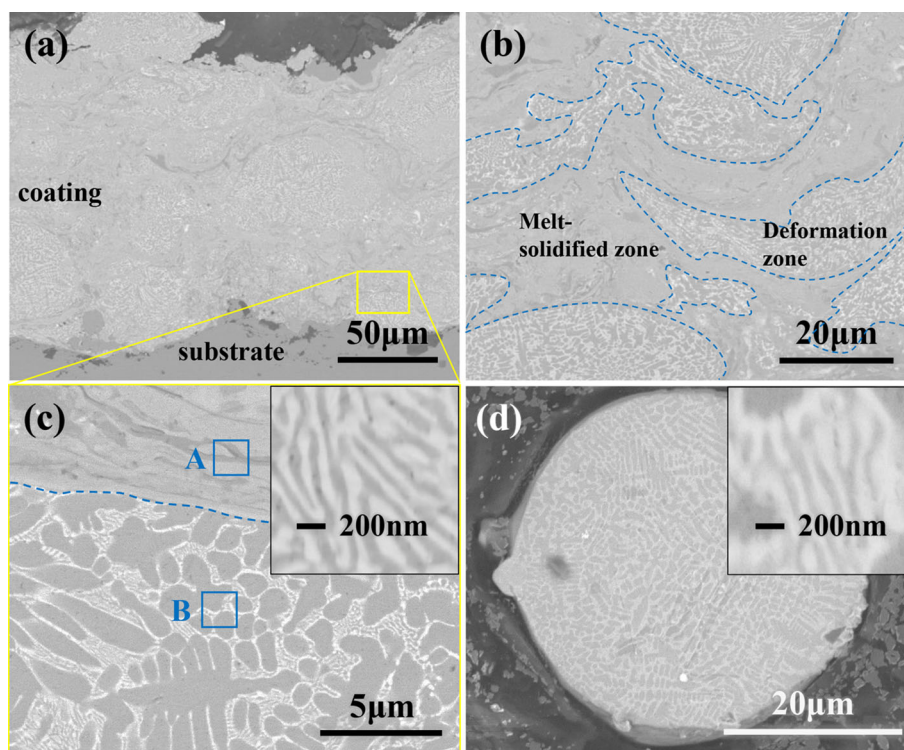 (a)
coating
substrate
50μm
(b)
Melt-
solidified zone
Deformation
zone
20μm
(c)
A
B
200nm
5μm
(d)
200nm
20μm